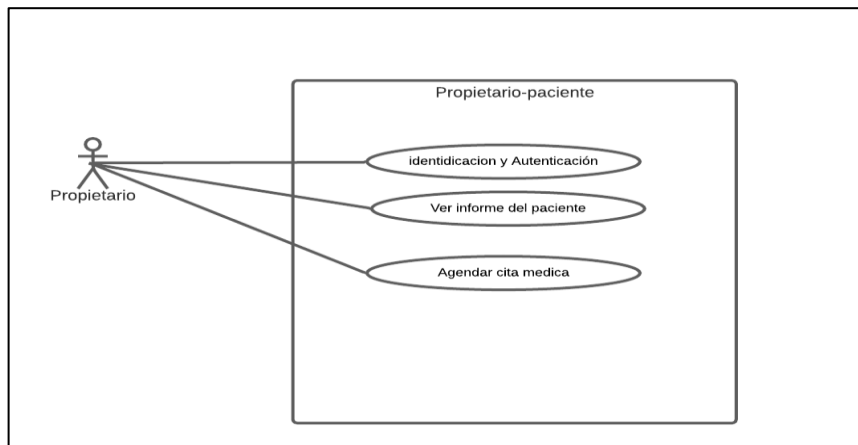 Propietario-paciente
identidicacion y Autenticación
Propietario
Ver informe del paciente
Agendar cita medica